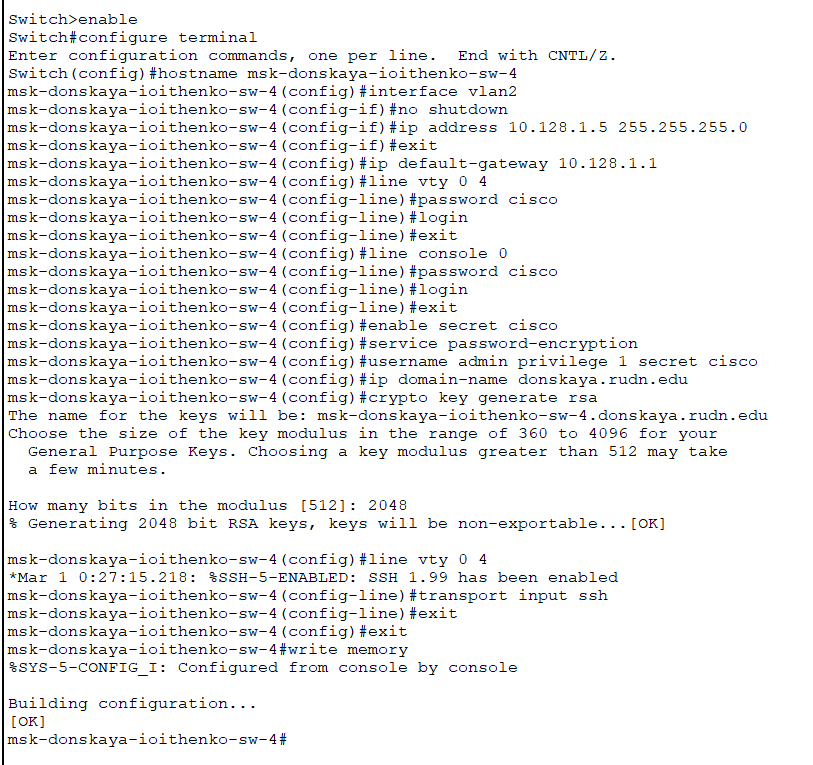 Switch>enable
Switch#configure terminal
Enter configuration commands, one per line.  End with CNTL/Z.
Switch(config)#hostname msk-donskaya-ioithenko-sw-4
msk-donskaya-ioithenko-sw-4(config)#interface vlan2
msk-donskaya-ioithenko-sw-4(config-if)#no shutdown
msk-donskaya-ioithenko-sw-4(config-if)#ip address 10.128.1.5 255.255.255.0
msk-donskaya-ioithenko-sw-4(config-if)#exit
msk-donskaya-ioithenko-sw-4(config)#ip default-gateway 10.128.1.1
msk-donskaya-ioithenko-sw-4(config)#line vty 0 4
msk-donskaya-ioithenko-sw-4(config-line)#password cisco
msk-donskaya-ioithenko-sw-4(config-line)#login
msk-donskaya-ioithenko-sw-4(config-line)#exit
msk-donskaya-ioithenko-sw-4(config)#line console 0
msk-donskaya-ioithenko-sw-4(config-line)#password cisco
msk-donskaya-ioithenko-sw-4(config-line)#login
msk-donskaya-ioithenko-sw-4(config-line)#exit
msk-donskaya-ioithenko-sw-4(config)#enable secret cisco
msk-donskaya-ioithenko-sw-4(config)#service password-encryption
msk-donskaya-ioithenko-sw-4(config)#username admin privilege 1 secret cisco
msk-donskaya-ioithenko-sw-4(config)#ip domain-name donskaya.rudn.edu
msk-donskaya-ioithenko-sw-4(config)#crypto key generate rsa
The name for the keys will be: msk-donskaya-ioithenko-sw-4.donskaya.rudn.edu
Choose the size of the key modulus in the range of 360 to 4096 for your
  General Purpose Keys. Choosing a key modulus greater than 512 may take
  a few minutes.

How many bits in the modulus [512]: 2048
% Generating 2048 bit RSA keys, keys will be non-exportable...[OK]

msk-donskaya-ioithenko-sw-4(config)#line vty 0 4
*Mar 1 0:27:15.218: %SSH-5-ENABLED: SSH 1.99 has been enabled
msk-donskaya-ioithenko-sw-4(config-line)#transport input ssh
msk-donskaya-ioithenko-sw-4(config-line)#exit
msk-donskaya-ioithenko-sw-4(config)#exit
msk-donskaya-ioithenko-sw-4#write memory
%SYS-5-CONFIG_I: Configured from console by console

Building configuration...
[OK]
msk-donskaya-ioithenko-sw-4#